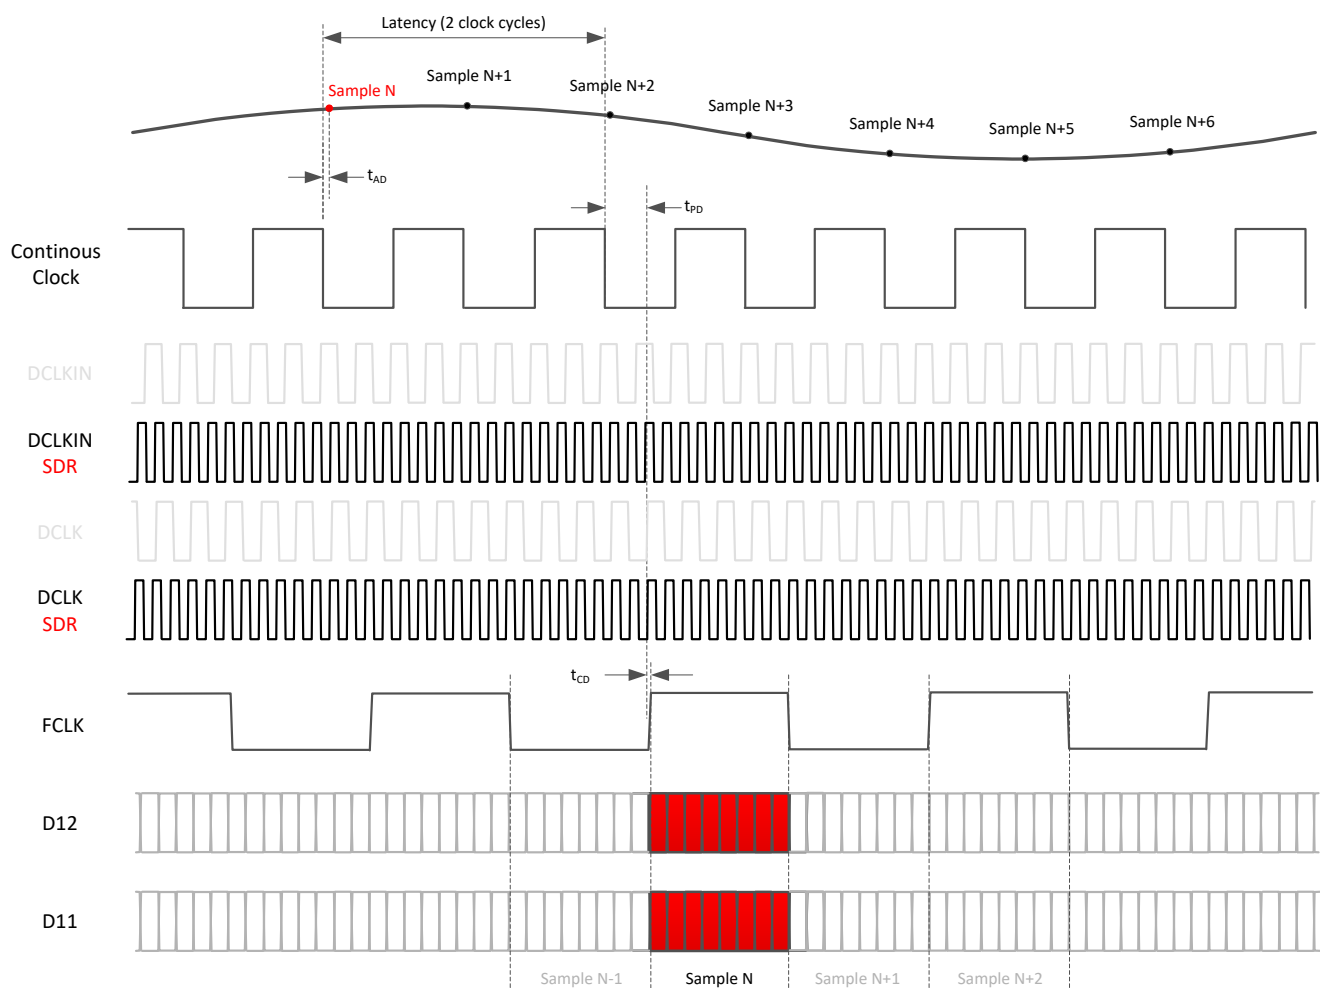 Latency (2 clock cycles)
Sample N
Sample N+1
Sample N+2
Sample N+3
Sample N+4
Sample N+5
Sample N+6
tAD
tPD
Continous
Clock
DCLKIN
DCLKIN
SDR
DCLK
DCLK
SDR
tCD
FCLK
D12
D11
Sample N-1
Sample N
Sample N+1
Sample N+2